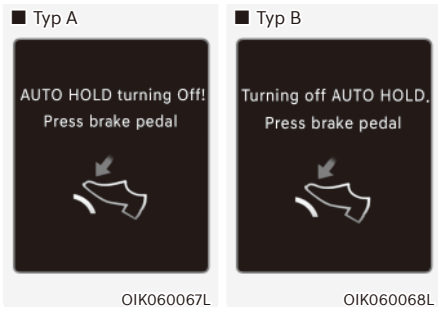 ■ Typ A
AUTO HOLD turning Off!
Press brake pedal
OIK060067L
■ Typ B
Turning off AUTO HOLD.
Press brake pedal
OIK060068L